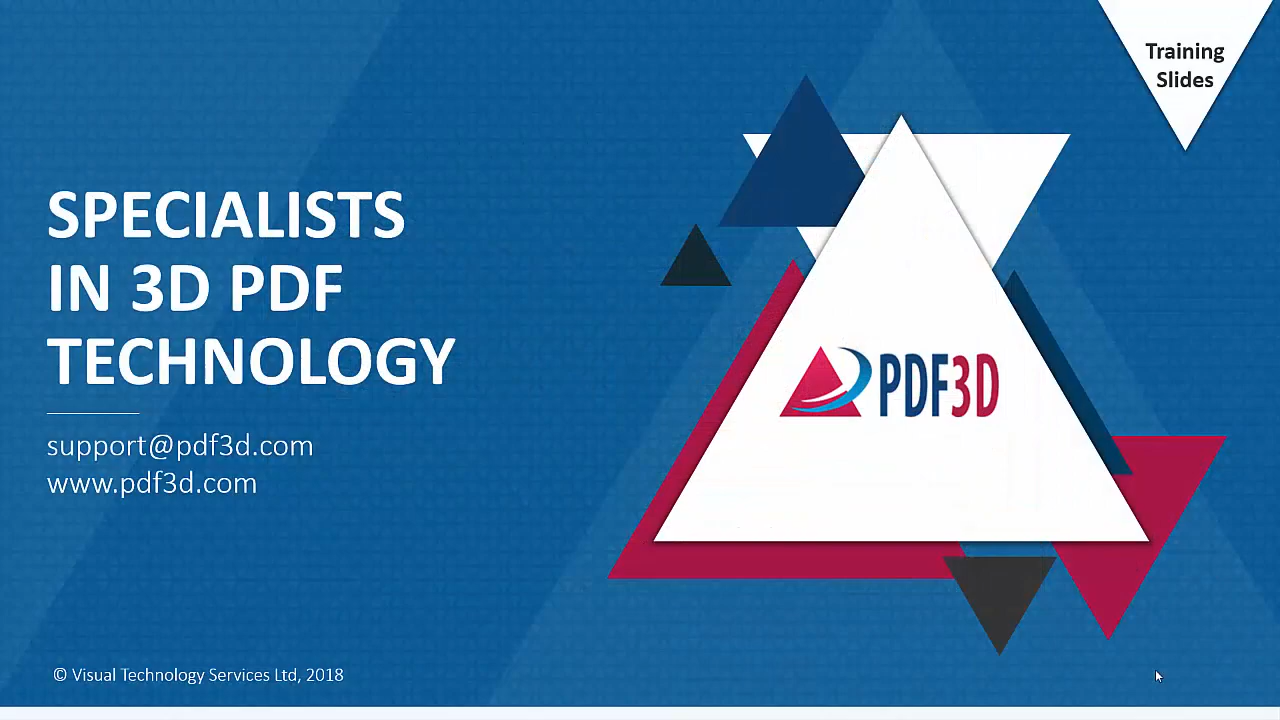 Training
Slides
SPECIALISTS
IN 3D PDF
TECHNOLOGY
PDF3D
support@pdf3d.com
www.pdf3d.com
© Visual Technology Services Ltd, 2018